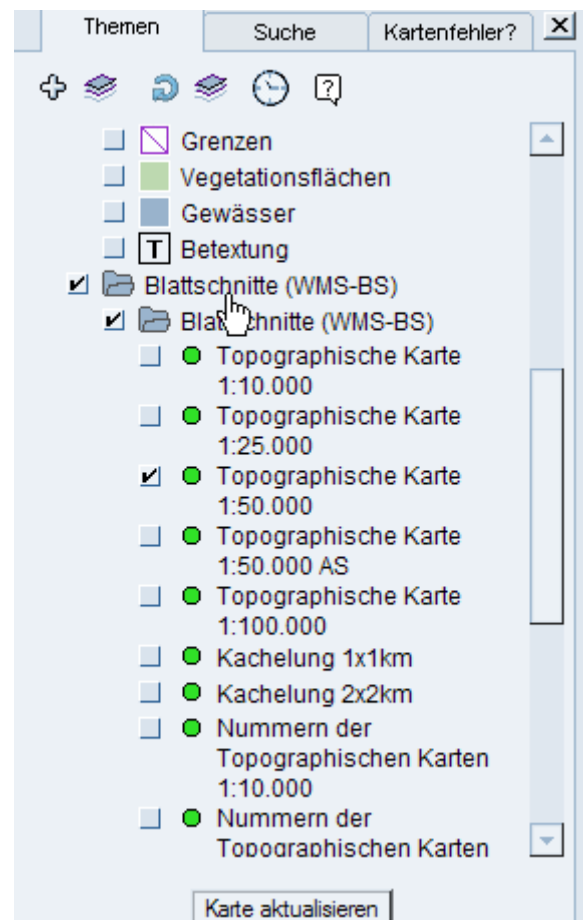 Themen
Suche
Kartenfehler?
Grenzen
Vegetationsflächen
Gewässer
T Betextung
Blattschnitte (WMS-BS)
Blattschnitte (WMS-BS)
Topographische Karte
1:10.000
Topographische Karte
1:25.000
Topographische Karte
1:50.000
Topographische Karte
1:50.000 AS
Topographische Karte
1:100.000
Kachelung 1x1km
Kachelung 2x2km
Nummern der
Topographischen Karten
1:10.000
Nummern der
Topographischen Karten
Karte aktualisieren